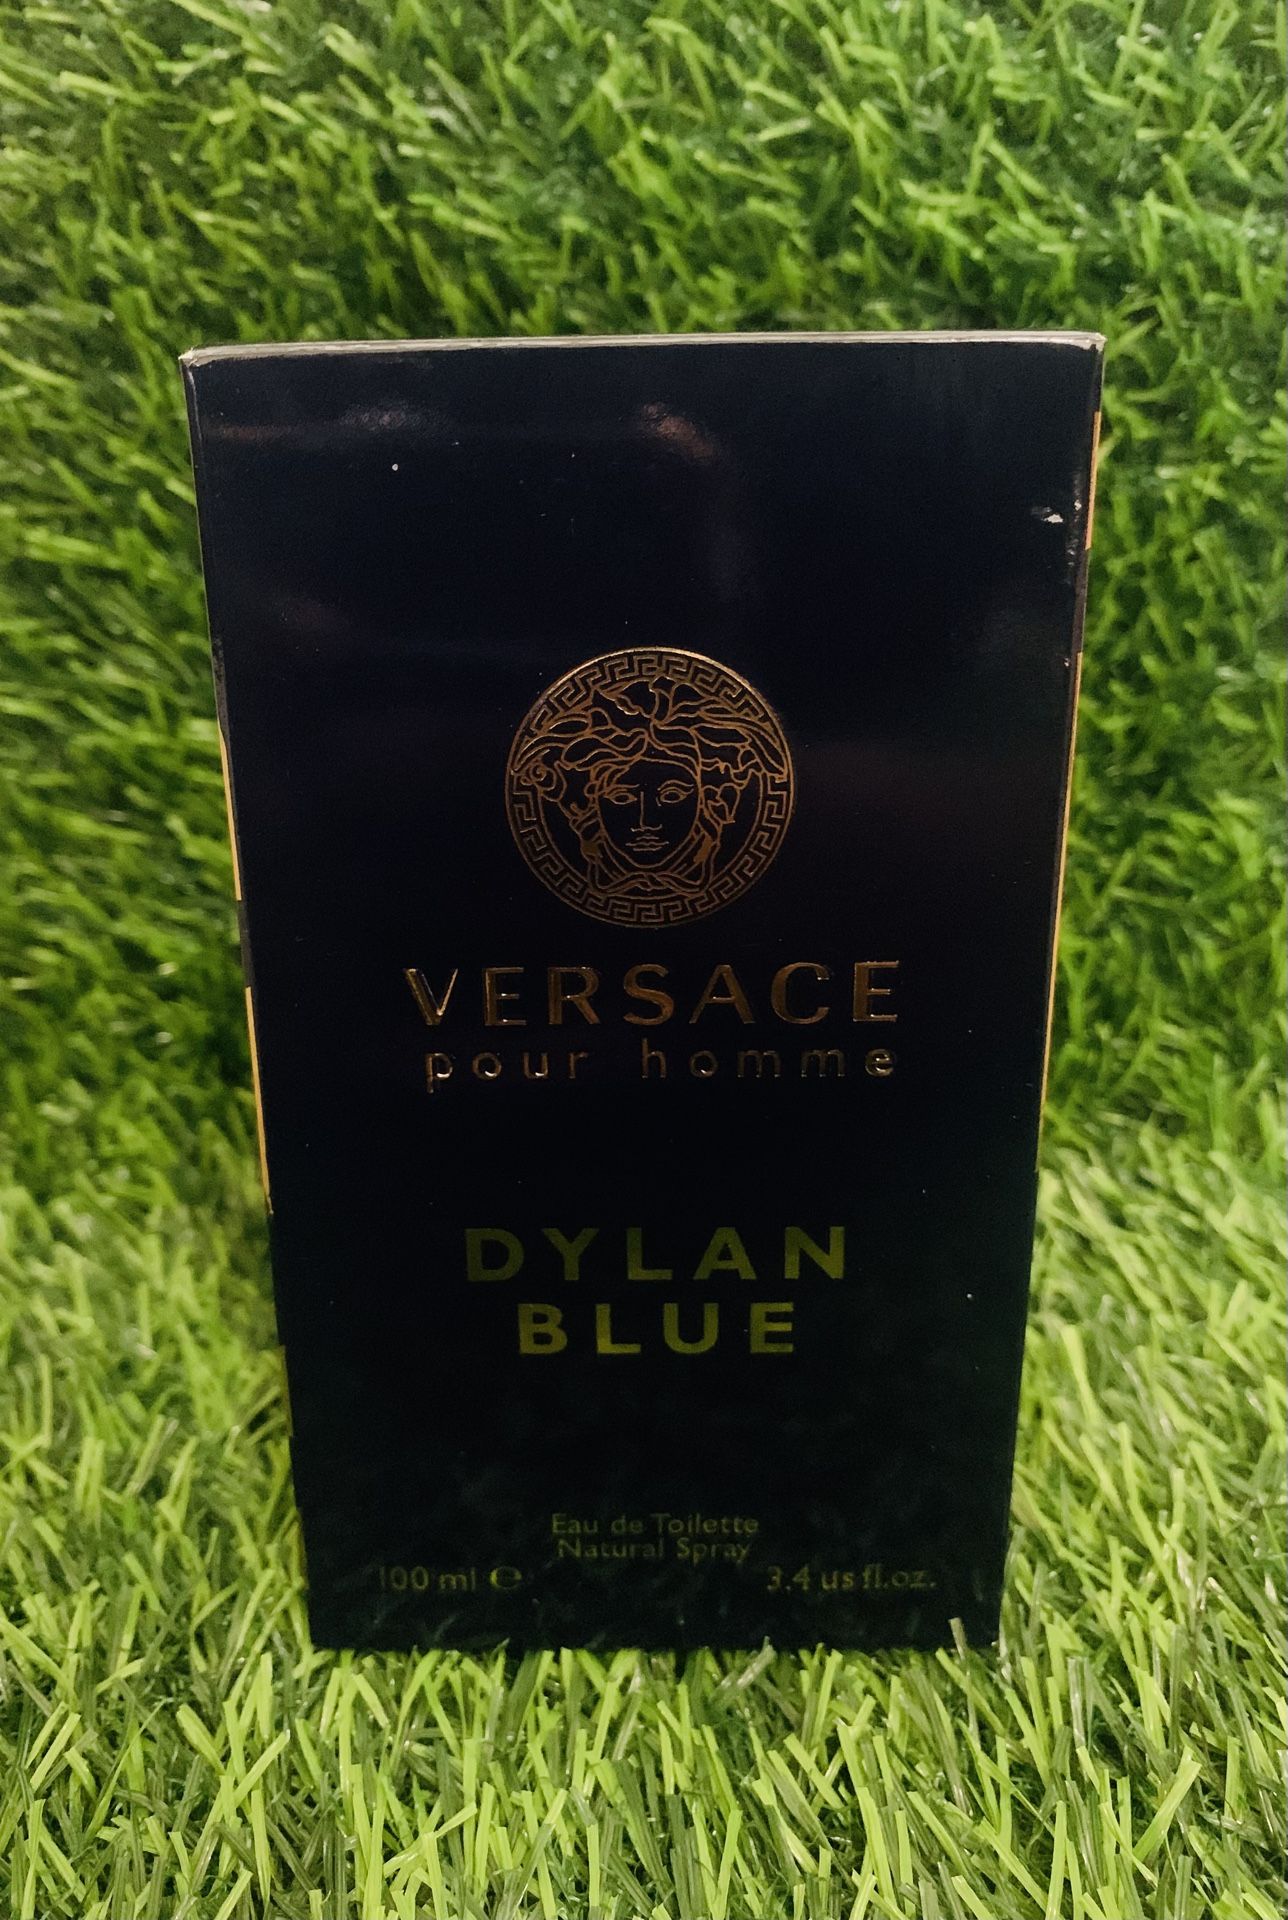 VERSACE
pour homme
DYLAN
BLUE
Eau de Toilette
Natural Spray
100 ml ℮ 3.4 us fl.oz.